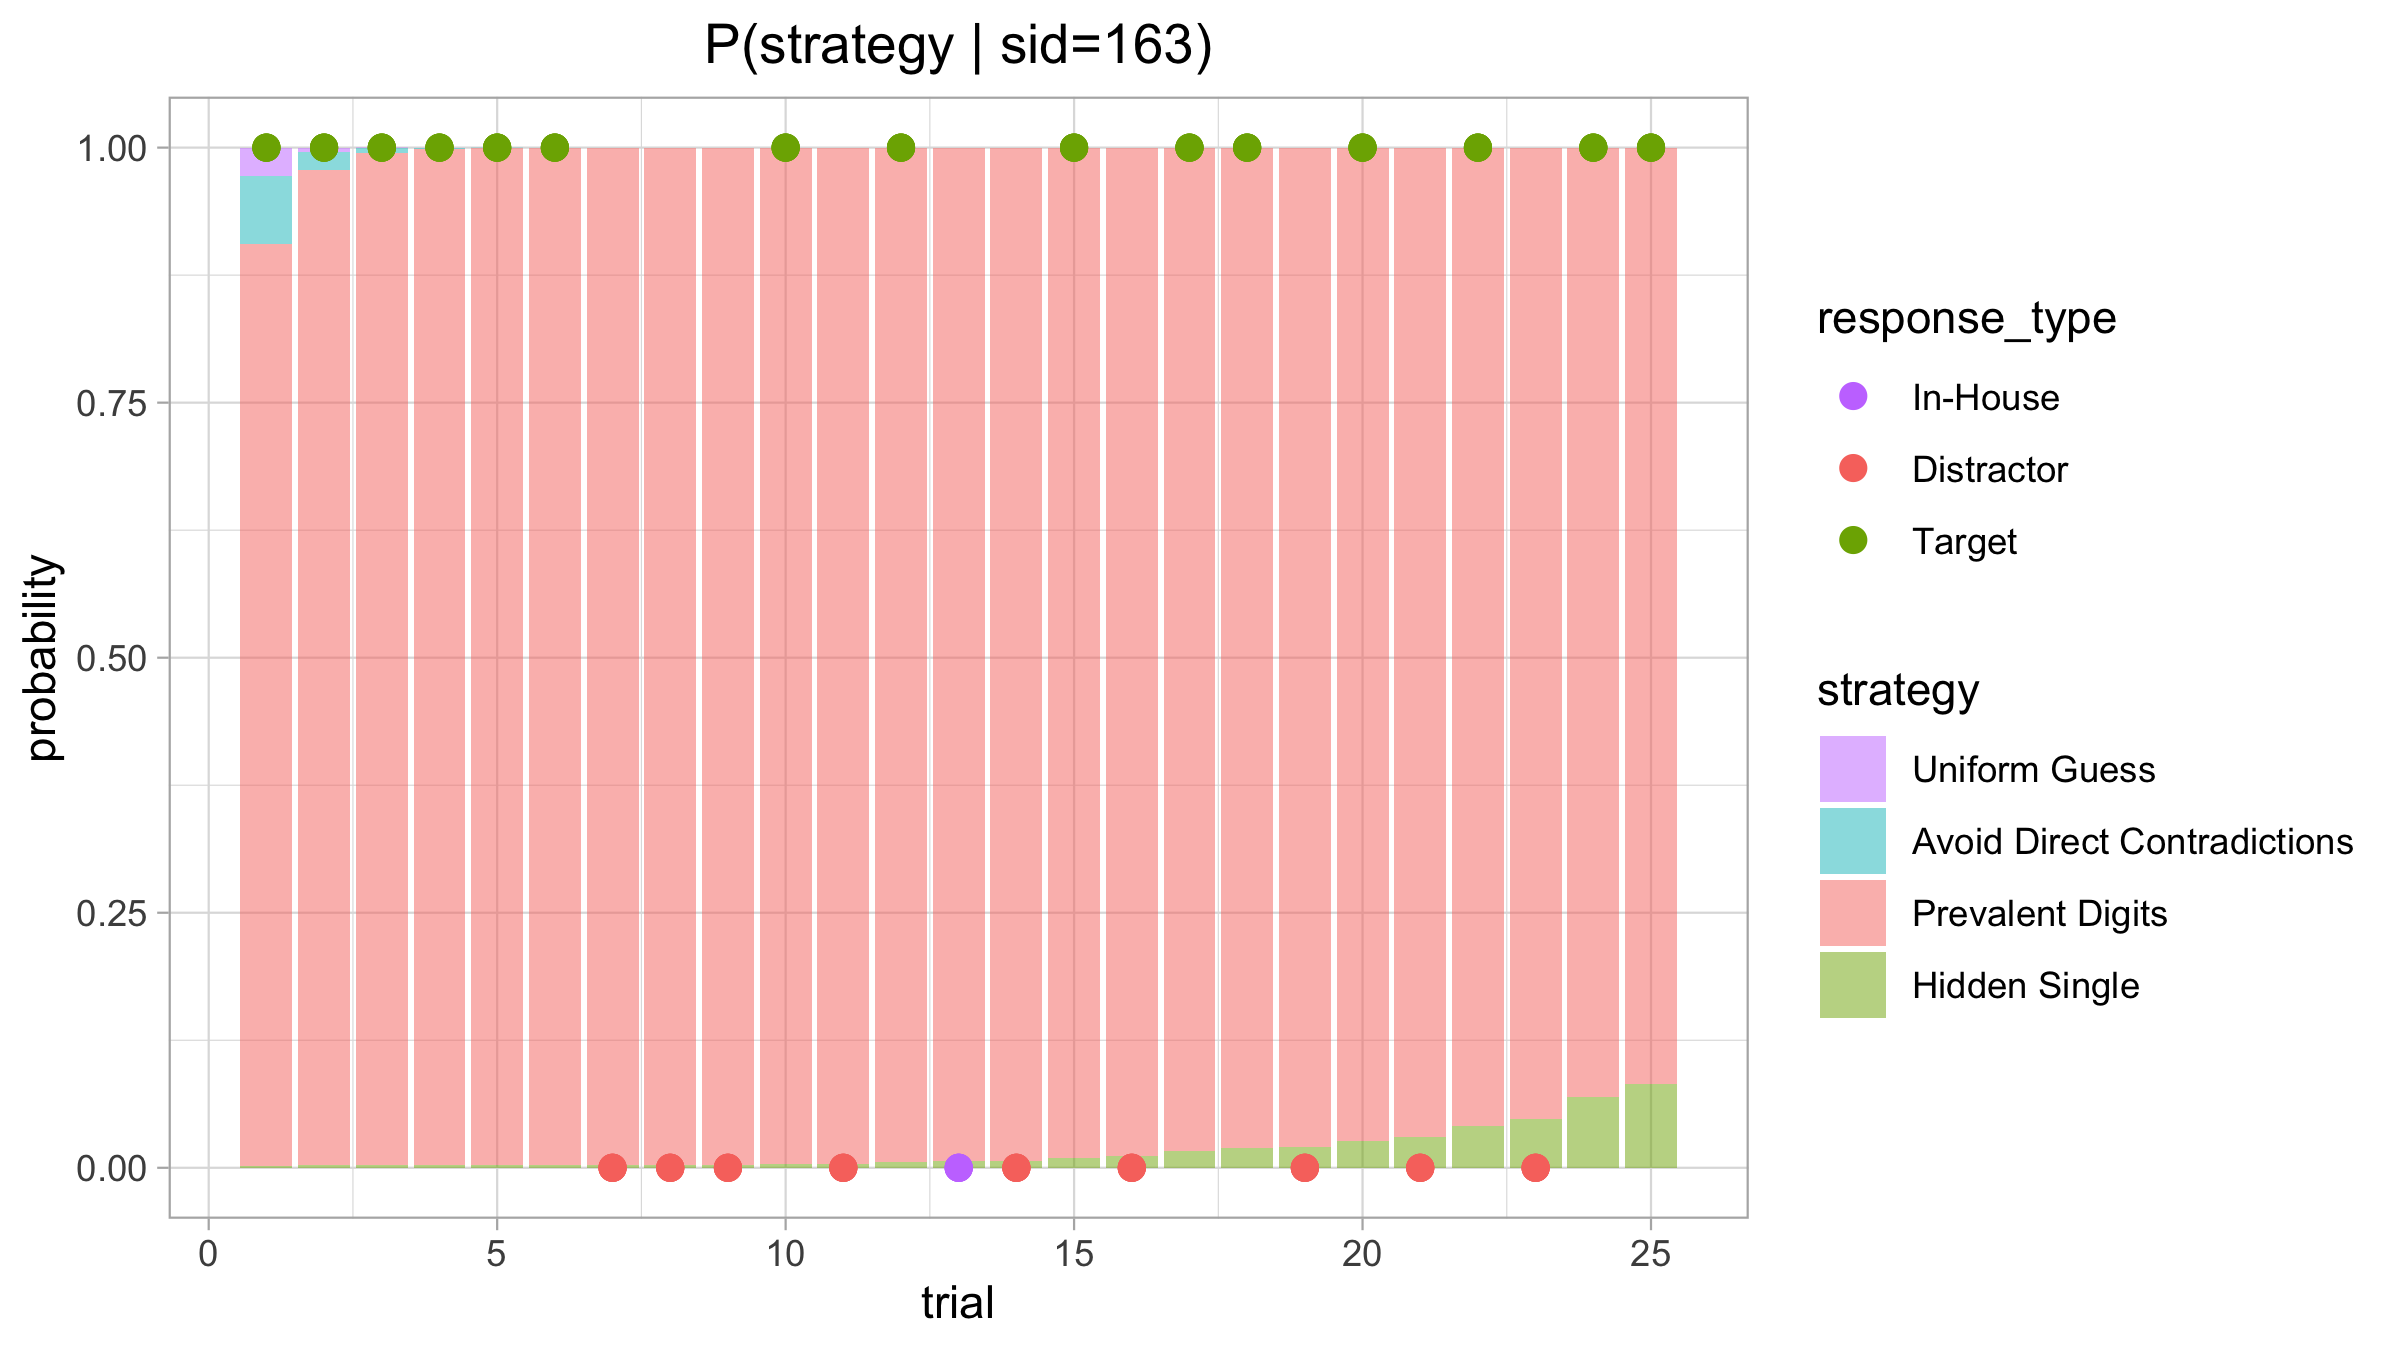 P(strategy | sid=163)
probability
1.00
0.75
0.50
0.25
0.00
0 5 10 15 20 25
trial
response_type
In-House
Distractor
Target
strategy
Uniform Guess
Avoid Direct Contradictions
Prevalent Digits
Hidden Single